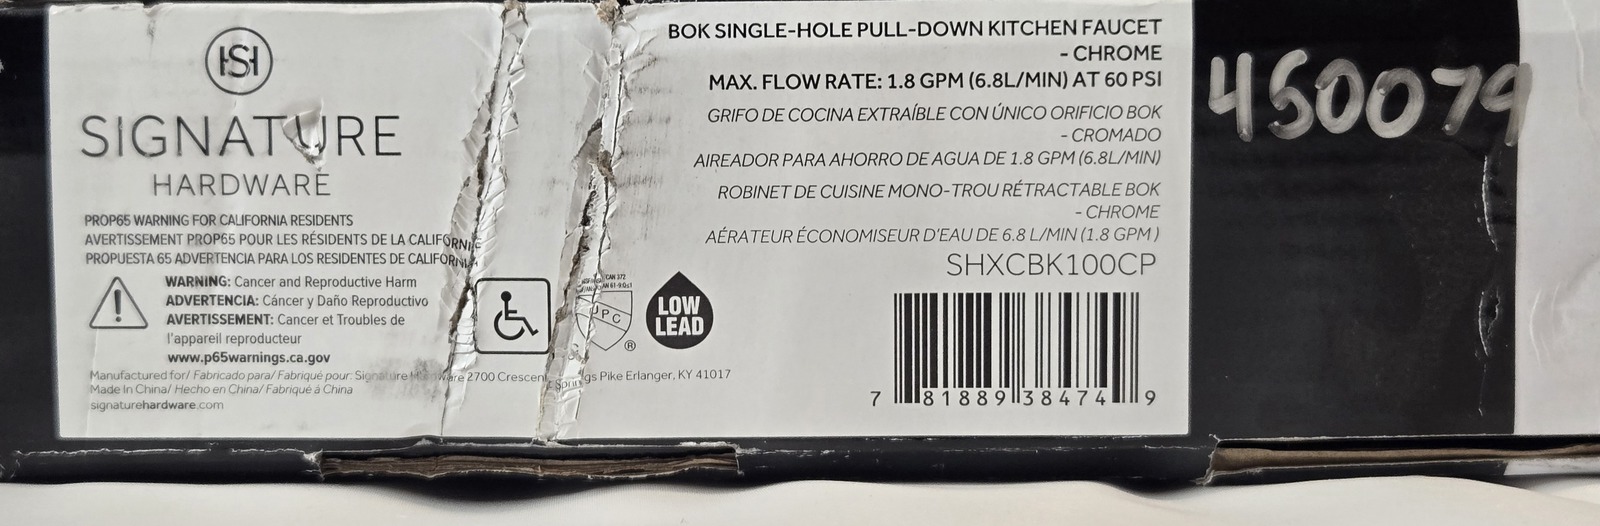 SH
SIGNATURE
HARDWARE
PROP65 WARNING FOR CALIFORNIA RESIDENTS
AVERTISSEMENT PROP65 POUR LES RÉSIDENTS DE LA CALIFORNIE
PROPUESTA 65 ADVERTENCIA PARA LOS RESIDENTES DE CALIFORNIA
WARNING: Cancer and Reproductive Harm
ADVERTENCIA: Cáncer y Daño Reproductivo
AVERTISSEMENT: Cancer et Troubles de
l'appareil reproducteur
www.p65warnings.ca.gov
Manufactured for/ Fabricado para/ Fabriqué pour: Signature Hardware 2700 Crescent Springs Pike Erlanger, KY 41017
Made In China/ Hecho en China/ Fabriqué á China
signaturehardware.com
UPC
®
LOW
LEAD
BOK SINGLE-HOLE PULL-DOWN KITCHEN FAUCET
- CHROME
MAX. FLOW RATE: 1.8 GPM (6.8L/MIN) AT 60 PSI
GRIFO DE COCINA EXTRAÍBLE CON ÚNICO ORIFICIO BOK
- CROMADO
AIREADOR PARA AHORRO DE AGUA DE 1.8 GPM (6.8L/MIN)
ROBINET DE CUISINE MONO-TROU RÉTRACTABLE BOK
- CHROME
AÉRATEUR ÉCONOMISEUR D'EAU DE 6.8 L/MIN (1.8 GPM )
SHXCBK100CP
7 81889 38474 9
450079